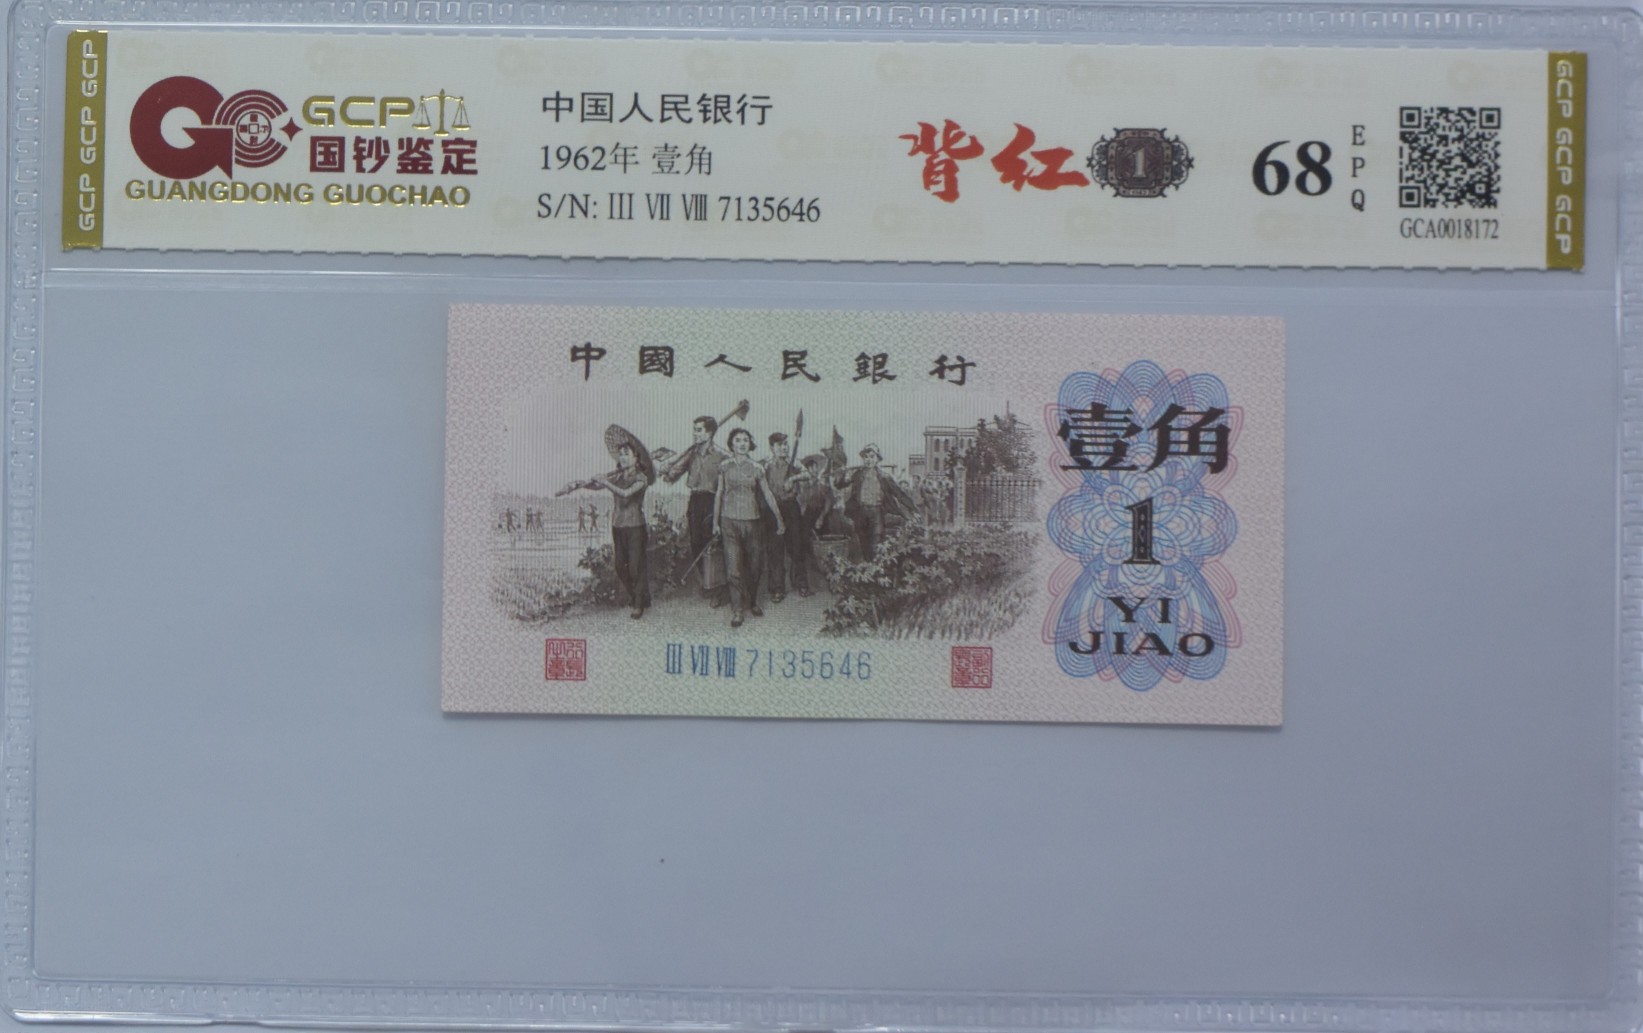 GCP GCP GCP
GCP
国钞鉴定
GUANGDONG GUOCHAO
中国人民银行
1962年 壹角
S/N: III VII VIII 7135646
背红
1
68
EPQ
GCA0018172
GCP GCP GCP
中國人民銀行
壹角
1
YI
JIAO
III VII VIII 7135646